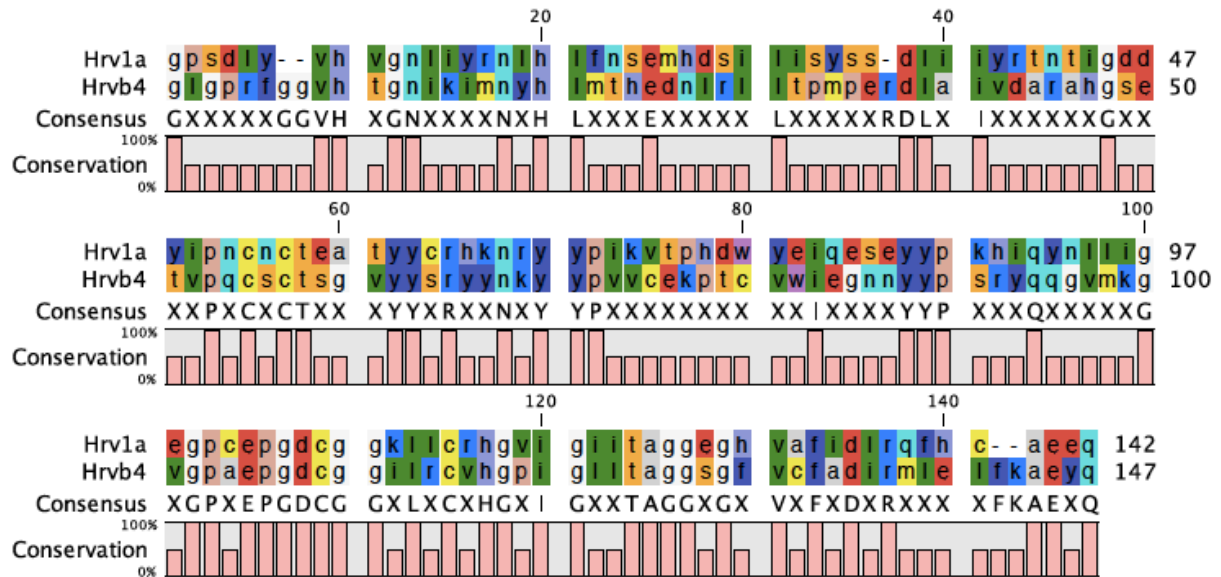 20 40
Hrv1a gpsdly--vh vgnliyrnlh lfnsemhdsi lisyss-dli iyrtntigdd 47
Hrvb4 glgprfggvh tgnikimnyh lmthednlrl ltpmperdla ivdarahgse 50
Consensus GXXXXXGGVH XGNXXXXNXH LXXXEXXXXX LXXXXXRDLX IXXXXXXGXX
100%
Conservation
0%
60 80 100
Hrv1a yipncnctea tyycrhknry ypikvtphdw yeiqeseyyp khiqynllig 97
Hrvb4 tvpqcsctsg vyysryynky ypvvcekptc vwiegnnyyp sryqqgvmkg 100
Consensus XXPXCXCTXX XYYXRXXNXY YPXXXXXXXX XXIXXXXYYP XXXQXXXXXG
100%
Conservation
0%
120 140
Hrv1a egpcepgdcg gkllcrhgvi giitaggegh vafidlrqfh c--aeeq 142
Hrvb4 vgpaepgdcg gilrcvhgpi glltaggsgf vcfadirmle lfkaeyq 147
Consensus XGPXEPGDCG GXLXCXHGXI GXXTAGGXGX VXFXDXRXXX XFKAEXQ
100%
Conservation
0%